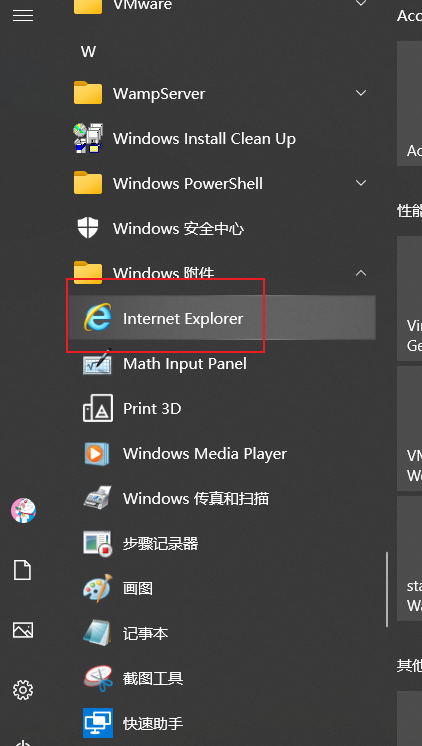 VMware
W
WampServer
Windows Install Clean Up
Windows PowerShell
Windows 安全中心
Windows 附件
Internet Explorer
Math Input Panel
Print 3D
Windows Media Player
Windows 传真和扫描
步骤记录器
画图
记事本
截图工具
快速助手
Acc
Ac
性能
Vir
Ge
VM
Wo
sta
Wa
其他